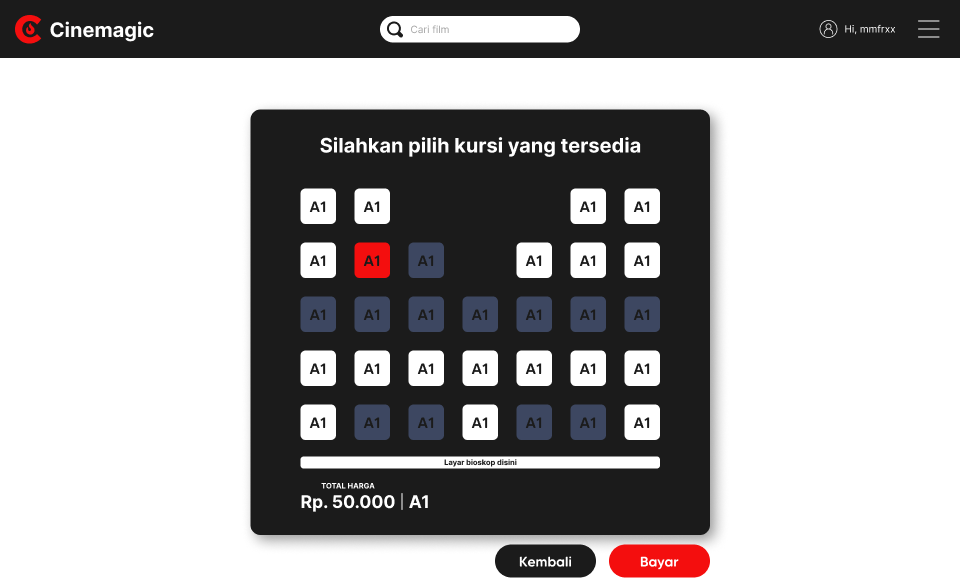 Cinemagic
Cari film
Hi, mmfrxx
Silahkan pilih kursi yang tersedia
A1 A1 A1 A1
A1 A1 A1 A1 A1 A1
A1 A1 A1 A1 A1 A1 A1
A1 A1 A1 A1 A1 A1 A1
A1 A1 A1 A1 A1 A1 A1
Layar bioskop disini
TOTAL HARGA
Rp. 50.000 | A1
Kembali
Bayar